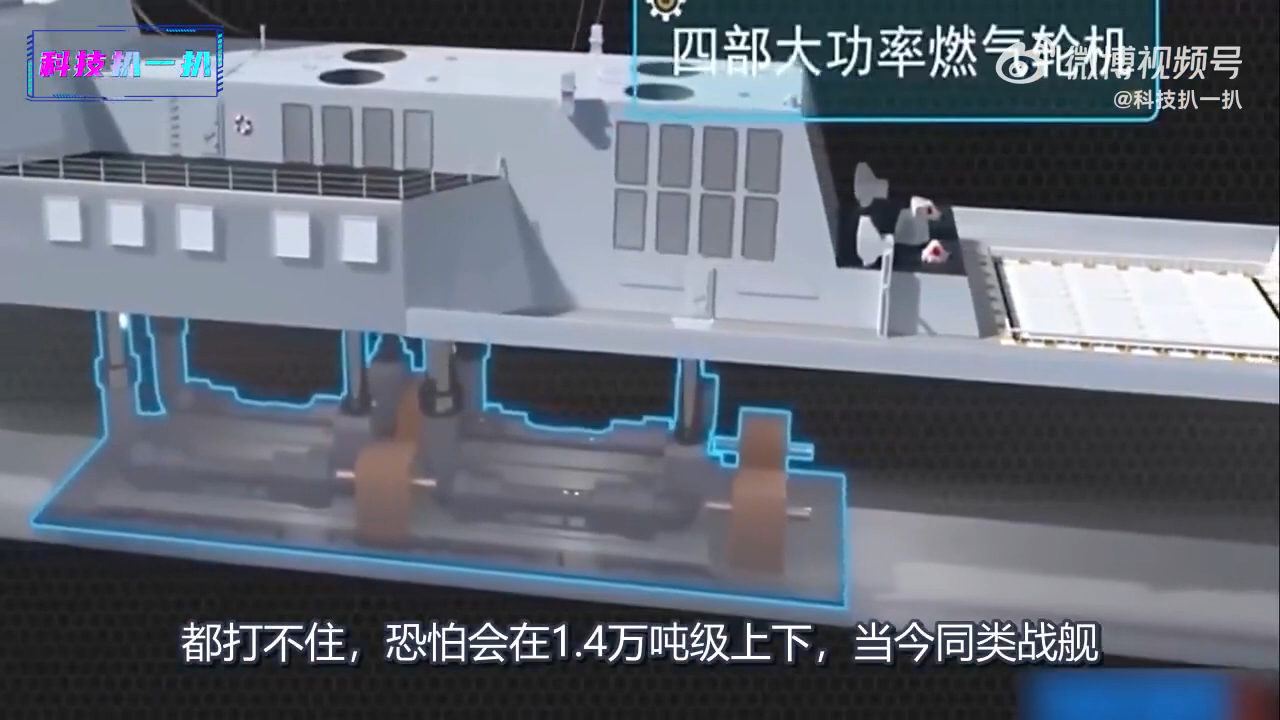 科技扒一扒
四部大功率燃气轮机
微博视频号
@科技扒一扒
都打不住，恐怕会在1.4万吨级上下，当今同类战舰